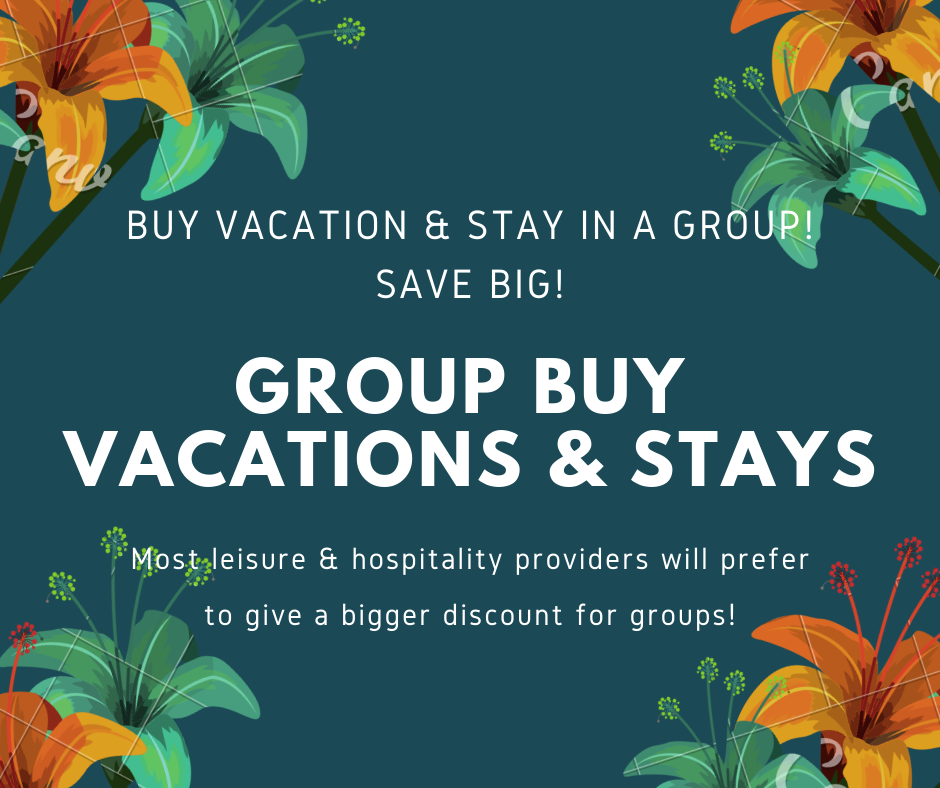 BUY VACATION & STAY IN A GROUP!
SAVE BIG!
GROUP BUY
VACATIONS & STAYS
Most leisure & hospitality providers will prefer
to give a bigger discount for groups!